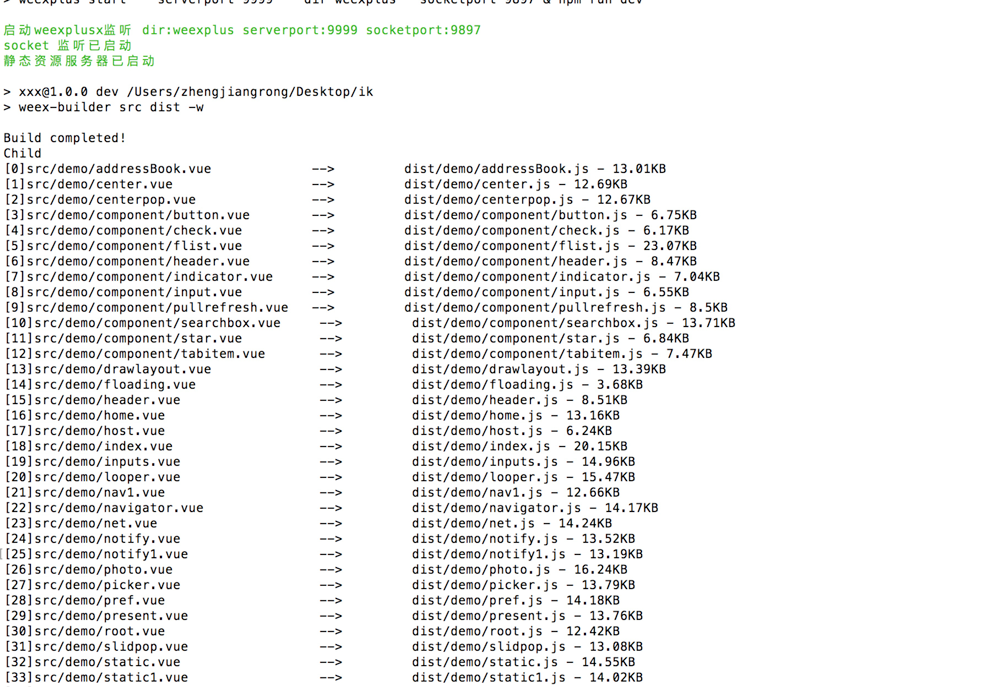 > weexplus start --serverport 9999 --dir weexplus --socketport 9897 & npm run dev
启动weexplusx监听 dir:weexplus serverport:9999 socketport:9897
socket 监听已启动
静态资源服务器已启动
> xxx@1.0.0 dev /Users/zhengjiangrong/Desktop/ik
> weex-builder src dist -w
Build completed!
Child
[0]src/demo/addressBook.vue --> dist/demo/addressBook.js - 13.01KB
[1]src/demo/center.vue --> dist/demo/center.js - 12.69KB
[2]src/demo/centerpop.vue --> dist/demo/centerpop.js - 12.67KB
[3]src/demo/component/button.vue --> dist/demo/component/button.js - 6.75KB
[4]src/demo/component/check.vue --> dist/demo/component/check.js - 6.17KB
[5]src/demo/component/flist.vue --> dist/demo/component/flist.js - 23.07KB
[6]src/demo/component/header.vue --> dist/demo/component/header.js - 8.47KB
[7]src/demo/component/indicator.vue --> dist/demo/component/indicator.js - 7.04KB
[8]src/demo/component/input.vue --> dist/demo/component/input.js - 6.55KB
[9]src/demo/component/pullrefresh.vue --> dist/demo/component/pullrefresh.js - 8.5KB
[10]src/demo/component/searchbox.vue --> dist/demo/component/searchbox.js - 13.71KB
[11]src/demo/component/star.vue --> dist/demo/component/star.js - 6.84KB
[12]src/demo/component/tabitem.vue --> dist/demo/component/tabitem.js - 7.47KB
[13]src/demo/drawlayout.vue --> dist/demo/drawlayout.js - 13.39KB
[14]src/demo/floading.vue --> dist/demo/floading.js - 3.68KB
[15]src/demo/header.vue --> dist/demo/header.js - 8.51KB
[16]src/demo/home.vue --> dist/demo/home.js - 13.16KB
[17]src/demo/host.vue --> dist/demo/host.js - 6.24KB
[18]src/demo/index.vue --> dist/demo/index.js - 20.15KB
[19]src/demo/inputs.vue --> dist/demo/inputs.js - 14.96KB
[20]src/demo/looper.vue --> dist/demo/looper.js - 15.47KB
[21]src/demo/nav1.vue --> dist/demo/nav1.js - 12.66KB
[22]src/demo/navigator.vue --> dist/demo/navigator.js - 14.17KB
[23]src/demo/net.vue --> dist/demo/net.js - 14.24KB
[24]src/demo/notify.vue --> dist/demo/notify.js - 13.52KB
[25]src/demo/notify1.vue --> dist/demo/notify1.js - 13.19KB
[26]src/demo/photo.vue --> dist/demo/photo.js - 16.24KB
[27]src/demo/picker.vue --> dist/demo/picker.js - 13.79KB
[28]src/demo/pref.vue --> dist/demo/pref.js - 14.18KB
[29]src/demo/present.vue --> dist/demo/present.js - 13.76KB
[30]src/demo/root.vue --> dist/demo/root.js - 12.42KB
[31]src/demo/slidpop.vue --> dist/demo/slidpop.js - 13.08KB
[32]src/demo/static.vue --> dist/demo/static.js - 14.55KB
[33]src/demo/static1.vue --> dist/demo/static1.js - 14.02KB